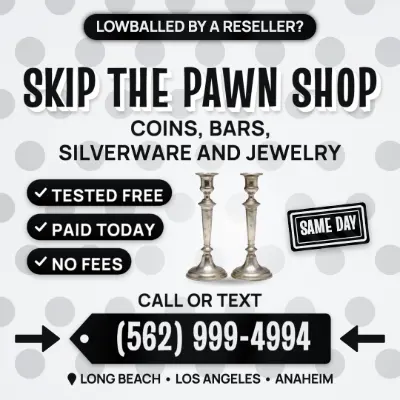 LOWBALLED BY A RESELLER?
SKIP THE PAWN SHOP
COINS, BARS,
SILVERWARE AND JEWELRY
TESTED FREE
PAID TODAY
NO FEES
SAME DAY
CALL OR TEXT
(562) 999-4994
LONG BEACH • LOS ANGELES • ANAHEIM